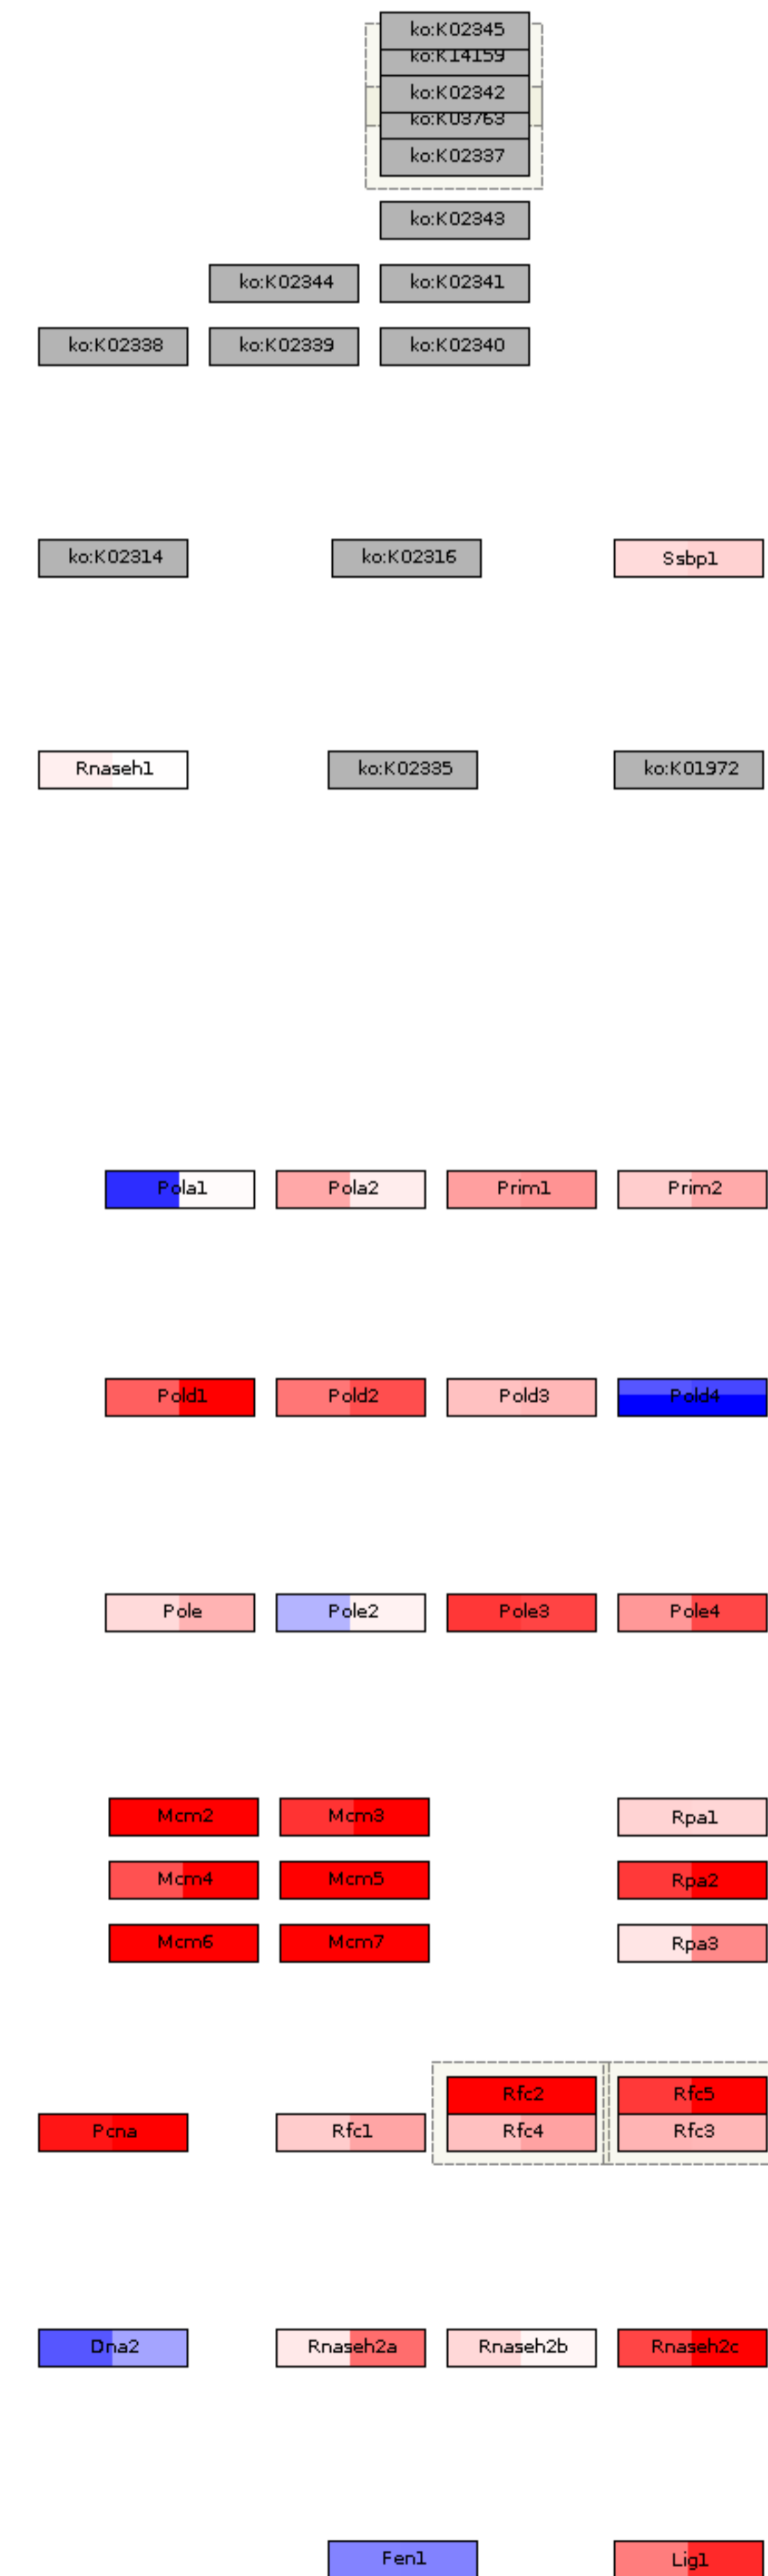 ko:K02345
ko:K14159
ko:K02342
ko:K03763
ko:K02337
ko:K02343
ko:K02344 ko:K02341
ko:K02338 ko:K02339 ko:K02340
ko:K02314 ko:K02316 Ssbp1
Rnaseh1 ko:K02335 ko:K01972
Pola1 Pola2 Prim1 Prim2
Pold1 Pold2 Pold3 Pold4
Pole Pole2 Pole3 Pole4
Mcm2 Mcm3 Rpa1
Mcm4 Mcm5 Rpa2
Mcm6 Mcm7 Rpa3
Rfc2 Rfc5
Pcna Rfc1 Rfc4 Rfc3
Dna2 Rnaseh2a Rnaseh2b Rnaseh2c
Fen1 Lig1